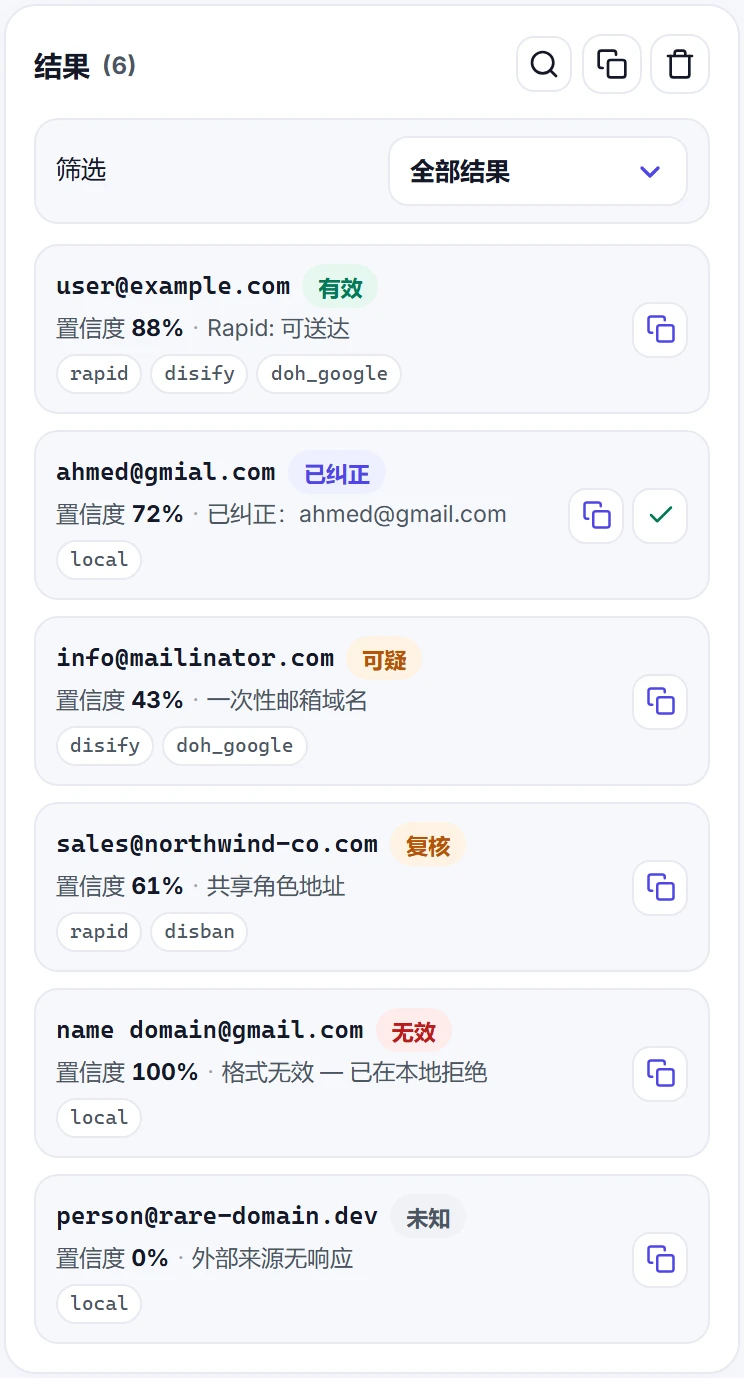 结果 (6)
筛选 全部结果
user@example.com 有效
置信度 88% · Rapid: 可送达
rapid disify doh_google
ahmed@gmial.com 已纠正
置信度 72% · 已纠正：ahmed@gmail.com
local
info@mailinator.com 可疑
置信度 43% · 一次性邮箱域名
disify doh_google
sales@northwind-co.com 复核
置信度 61% · 共享角色地址
rapid disban
name domain@gmail.com 无效
置信度 100% · 格式无效 — 已在本地拒绝
local
person@rare-domain.dev 未知
置信度 0% · 外部来源无响应
local